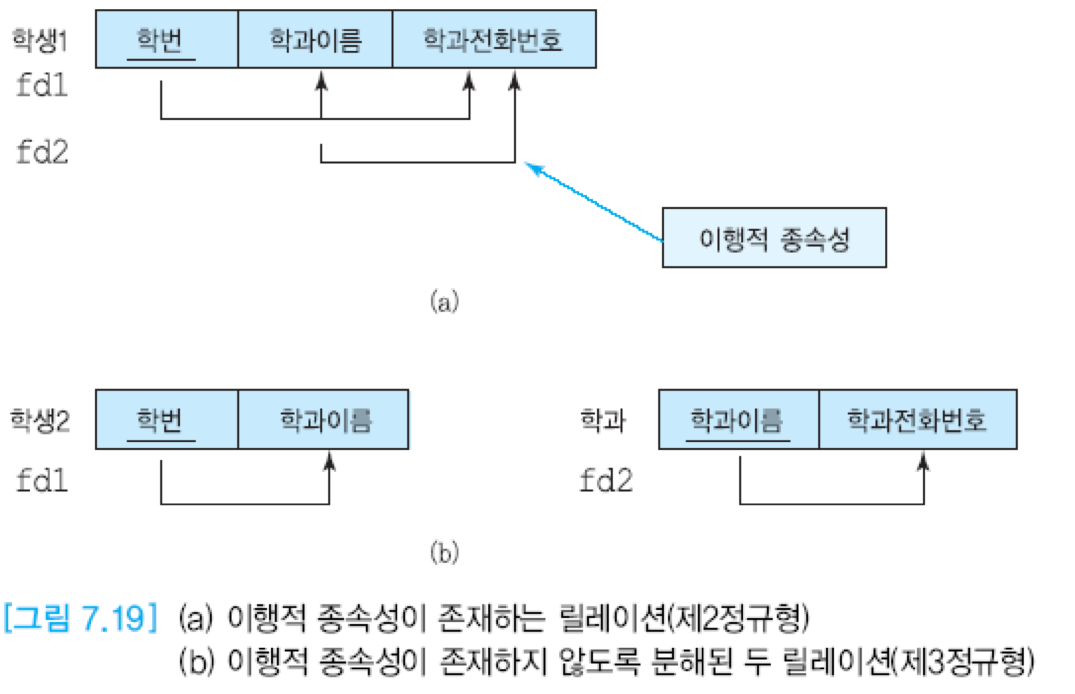 학생1 학번 학과이름 학과전화번호
fd1
fd2
이행적 종속성
(a)
학생2 학번 학과이름 학과 학과이름 학과전화번호
fd1 fd2
(b)
[그림 7.19] (a) 이행적 종속성이 존재하는 릴레이션(제2정규형)
(b) 이행적 종속성이 존재하지 않도록 분해된 두 릴레이션(제3정규형)